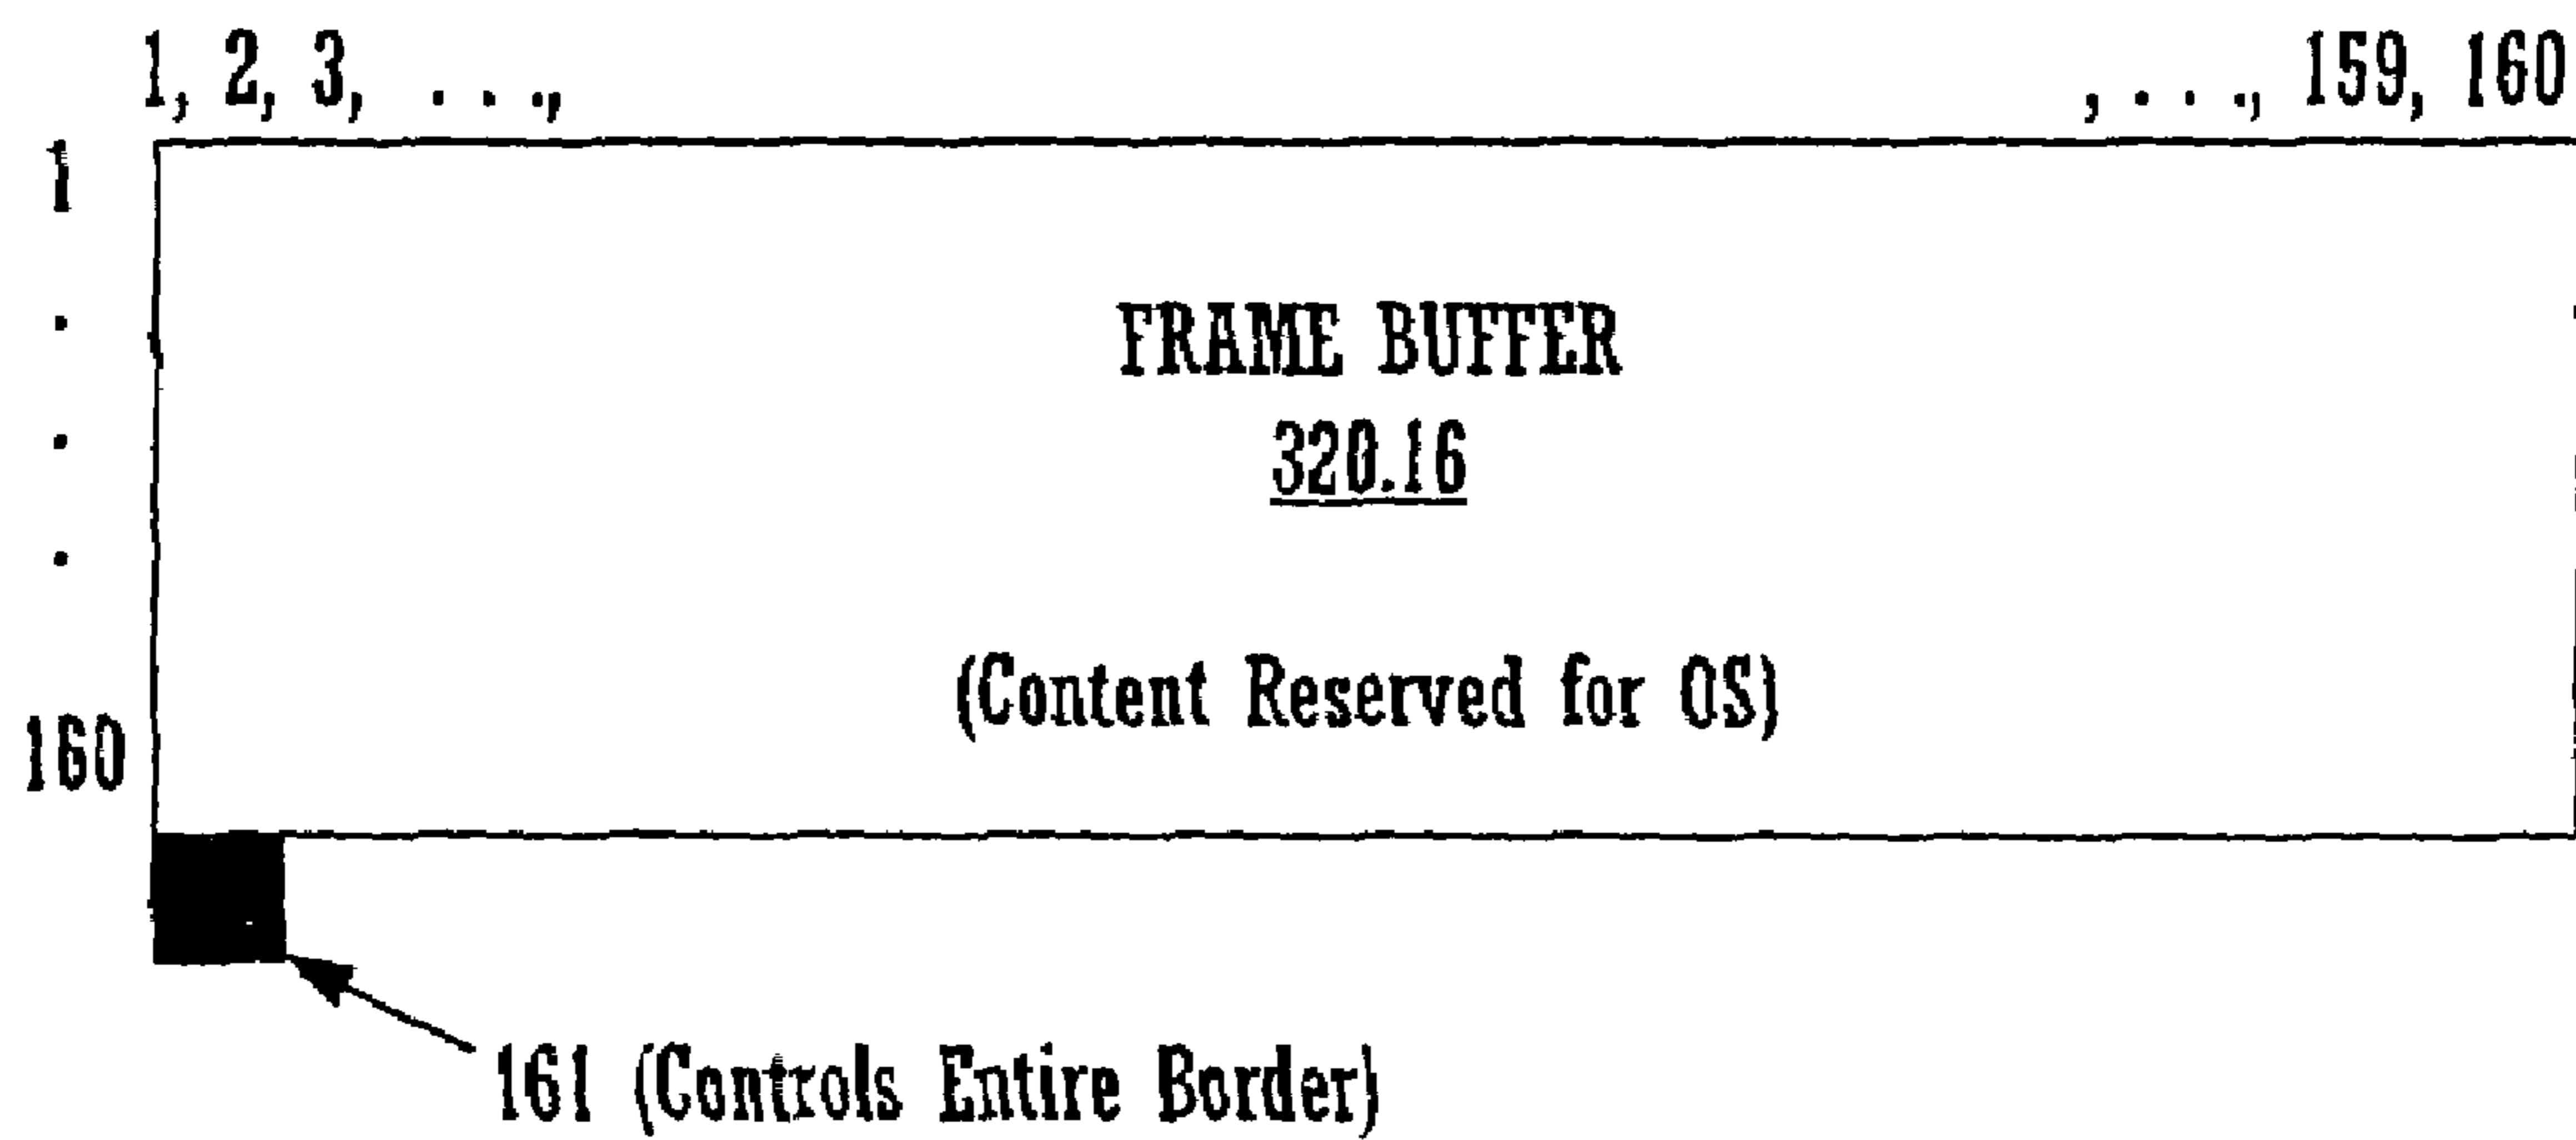 1, 2, 3, . . ., , . . ., 159, 160
1
.
.
.
160
FRAME BUFFER
320.16
(Content Reserved for OS)
161 (Controls Entire Border)